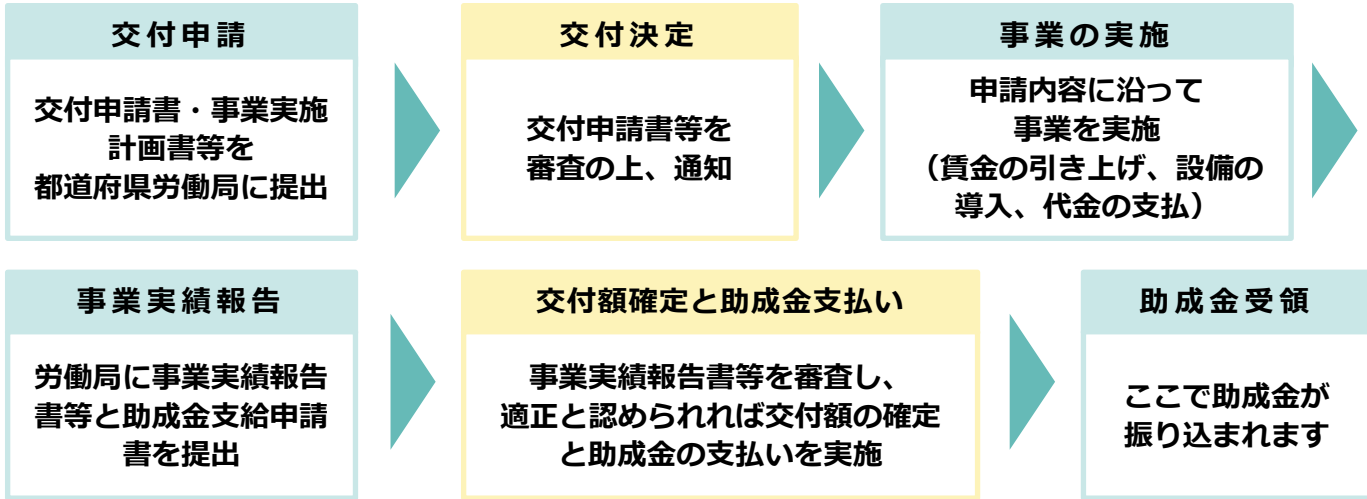 交付申請
交付申請書・事業実施
計画書等を
都道府県労働局に提出
交付決定
交付申請書等を
審査の上、通知
事業の実施
申請内容に沿って
事業を実施
（賃金の引き上げ、設備の
導入、代金の支払）
事業実績報告
労働局に事業実績報告
書等と助成金支給申請
書を提出
交付額確定と助成金支払い
事業実績報告書等を審査し、
適正と認められれば交付額の確定
と助成金の支払いを実施
助成金受領
ここで助成金が
振り込まれます